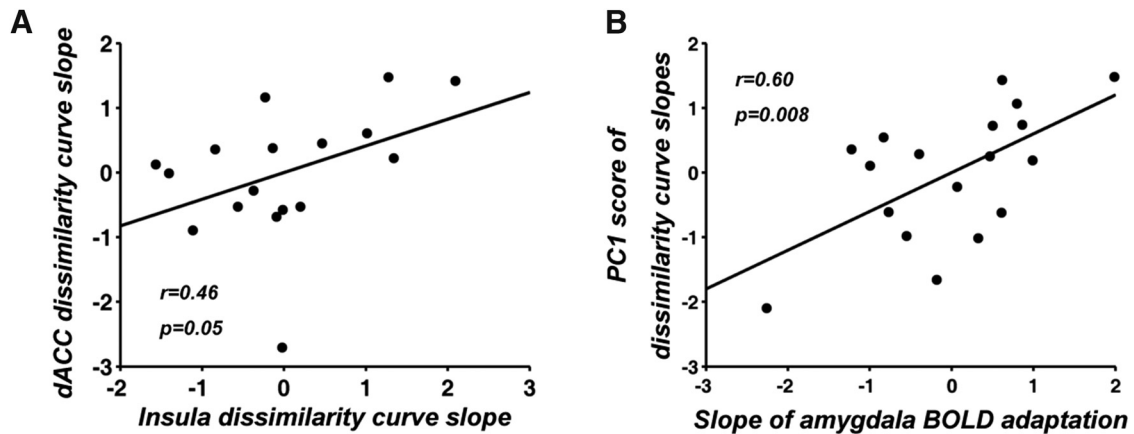 A
dACC dissimilarity curve slope
2
1
0
-1
-2
-3
r=0.46
p=0.05
-2 -1 0 1 2 3
Insula dissimilarity curve slope
B
PC1 score of
dissimilarity curve slopes
2
1
0
-1
-2
-3
r=0.60
p=0.008
-3 -2 -1 0 1 2
Slope of amygdala BOLD adaptation